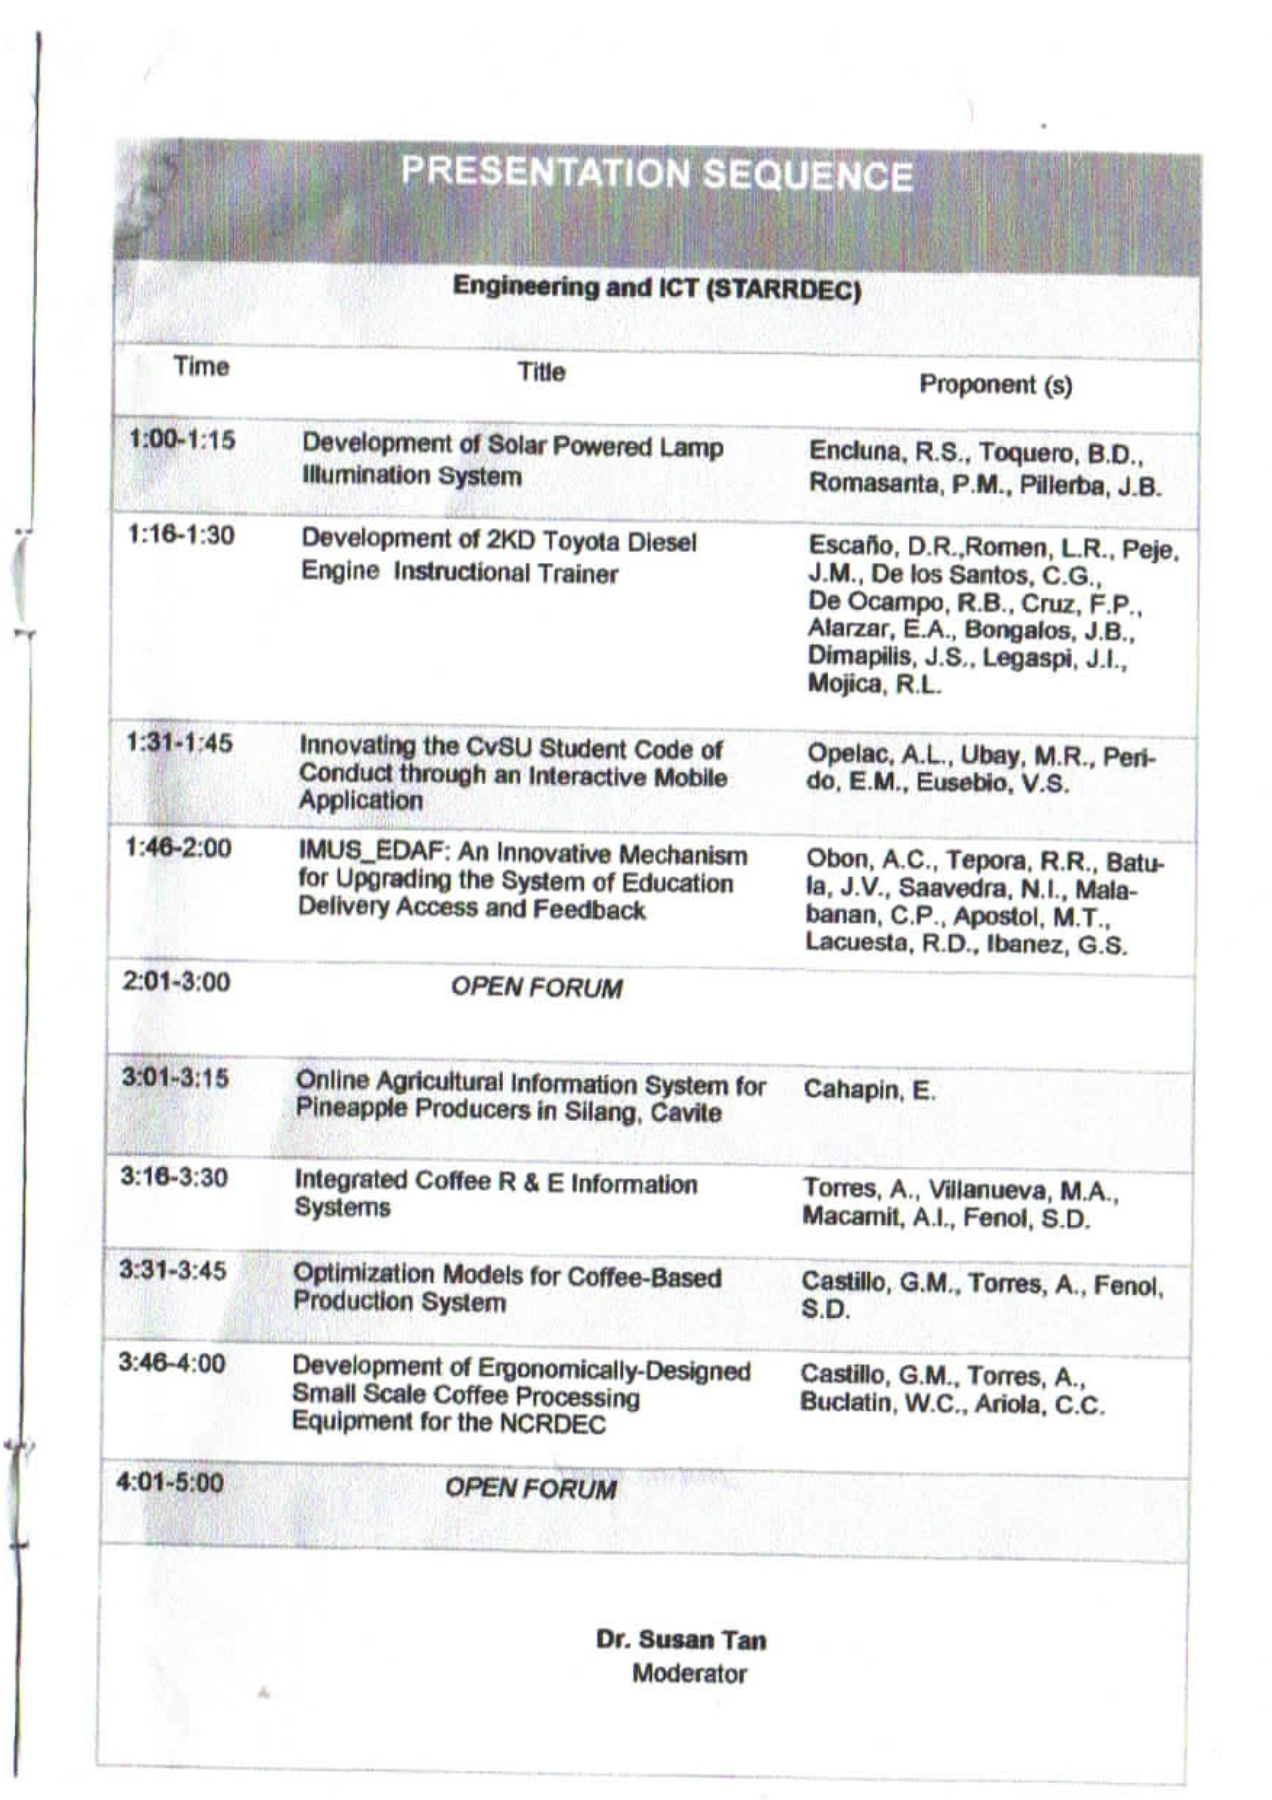 PRESENTATION SEQUENCE
Engineering and ICT (STARRDEC)
Time
Title
Proponent (s)
1:00-1:15
Development of Solar Powered Lamp
Illumination System
Encluna, R.S., Toquero, B.D.,
Romasanta, P.M., Pillerba, J.B.
1:16-1:30
Development of 2KD Toyota Diesel
Engine Instructional Trainer
Escaño, D.R.,Romen, L.R., Peje,
J.M., De los Santos, C.G.,
De Ocampo, R.B., Cruz, F.P.,
Alarzar, E.A., Bongalos, J.B.,
Dimapilis, J.S., Legaspi, J.I.,
Mojica, R.L.
1:31-1:45
Innovating the CvSU Student Code of
Conduct through an Interactive Mobile
Application
Opelac, A.L., Ubay, M.R., Peri-
do, E.M., Eusebio, V.S.
1:46-2:00
IMUS_EDAF: An Innovative Mechanism
for Upgrading the System of Education
Delivery Access and Feedback
Obon, A.C., Tepora, R.R., Batu-
la, J.V., Saavedra, N.I., Mala-
banan, C.P., Apostol, M.T.,
Lacuesta, R.D., Ibanez, G.S.
2:01-3:00
OPEN FORUM
3:01-3:15
Online Agricultural Information System for
Pineapple Producers in Silang, Cavite
Cahapin, E.
3:16-3:30
Integrated Coffee R & E Information
Systems
Torres, A., Villanueva, M.A.,
Macamit, A.I., Fenol, S.D.
3:31-3:45
Optimization Models for Coffee-Based
Production System
Castillo, G.M., Torres, A., Fenol,
S.D.
3:46-4:00
Development of Ergonomically-Designed
Small Scale Coffee Processing
Equipment for the NCRDEC
Castillo, G.M., Torres, A.,
Buclatin, W.C., Ariola, C.C.
4:01-5:00
OPEN FORUM
Dr. Susan Tan
Moderator